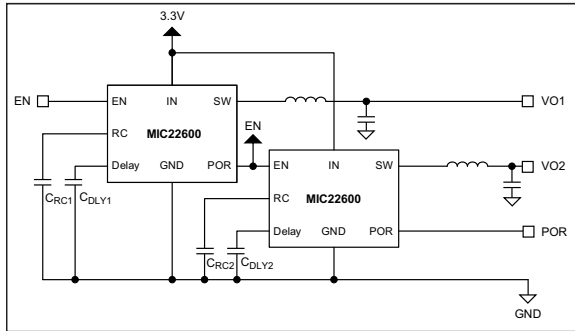 3.3V
EN
EN IN SW
VO1
RC
MIC22600
EN
Delay GND POR
EN IN SW
VO2
CRC1 CDLY1
RC
MIC22600
Delay GND POR
POR
CRC2 CDLY2
GND